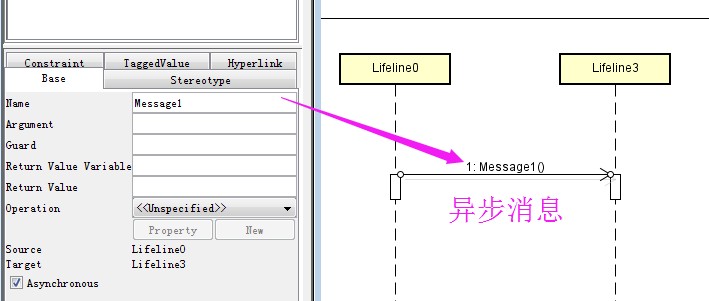 Constraint TaggedValue Hyperlink
Base Stereotype
Name Message1
Argument
Guard
Return Value Variable
Return Value
Operation <<Unspecified>>
Property New
Source Lifeline0
Target Lifeline3
Asynchronous
Lifeline0 Lifeline3
1: Message1()
异步消息